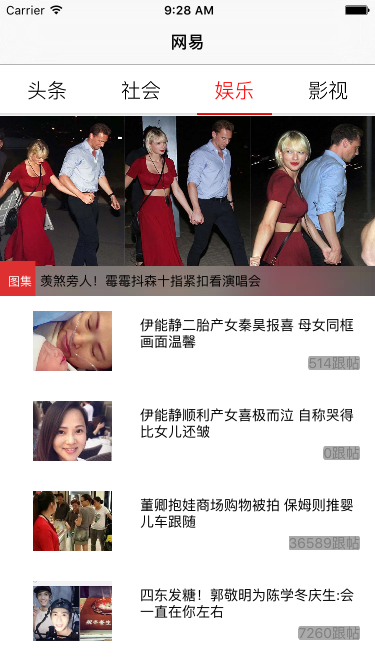 Carrier 9:28 AM
网易
头条 社会 娱乐 影视
图集 羡煞旁人！霉霉抖森十指紧扣看演唱会
伊能静二胎产女秦昊报喜 母女同框
画面温馨
514跟帖
伊能静顺利产女喜极而泣 自称哭得
比女儿还皱
0跟帖
董卿抱娃商场购物被拍 保姆则推婴
儿车跟随
36589跟帖
四东发糖！郭敬明为陈学冬庆生:会
一直在你左右
7260跟帖